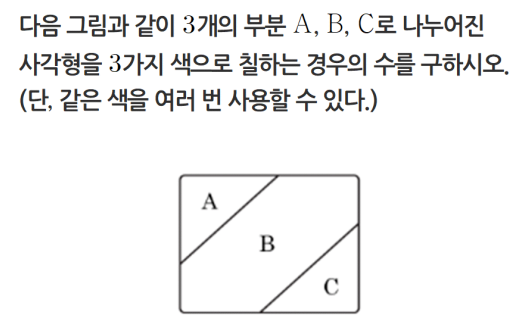 다음 그림과 같이 3개의 부분 A, B, C로 나누어진
사각형을 3가지 색으로 칠하는 경우의 수를 구하시오.
(단, 같은 색을 여러 번 사용할 수 있다.)
A
B
C